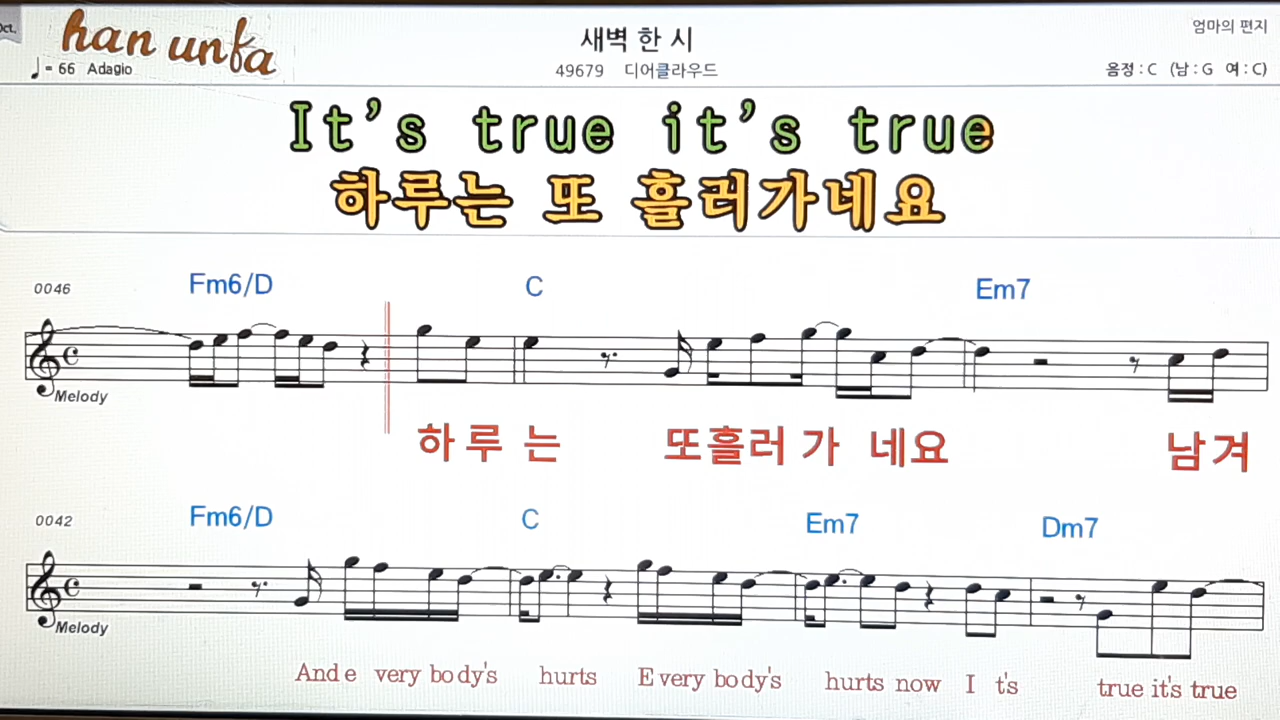 Oct.
han unfa
새벽 한 시
엄마의 편지
♩= 66 Adagio
49679 디어클라우드
음정 : C (남 : G 여 : C)
It's true it's true
하루는 또 흘러가네요
0046 Fm6/D C Em7
Melody
하 루 는 또흘러 가 네요 남겨
0042 Fm6/D C Em7 Dm7
Melody
And e very bo dy's hurts E very bo dy's hurts now I t's true it's true